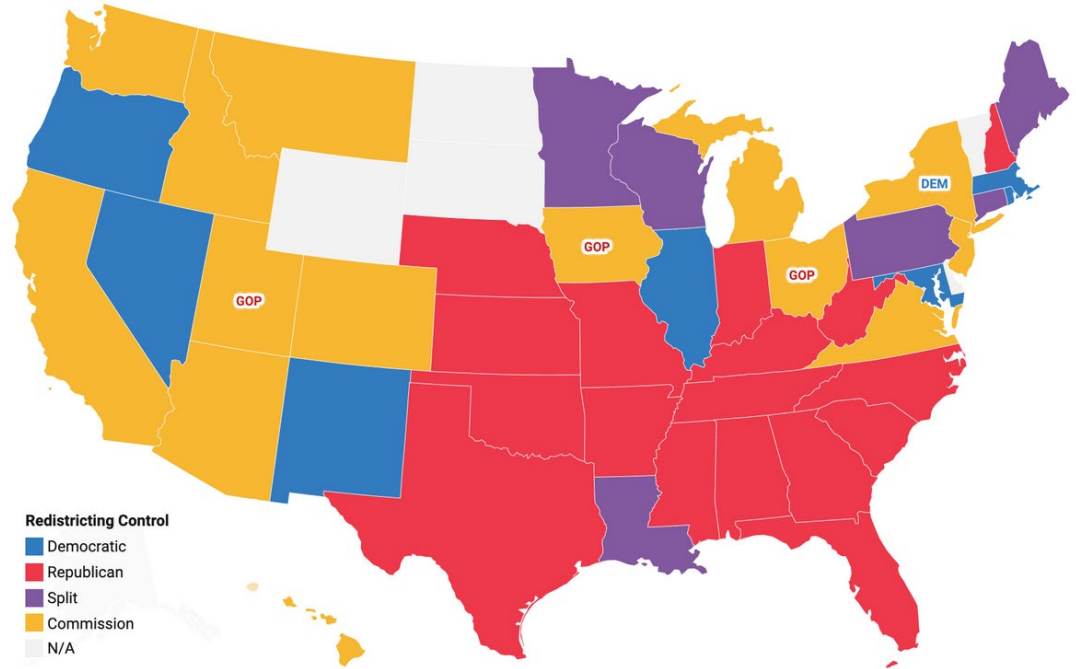 DEM
GOP
GOP
GOP
Redistricting Control
Democratic
Republican
Split
Commission
N/A